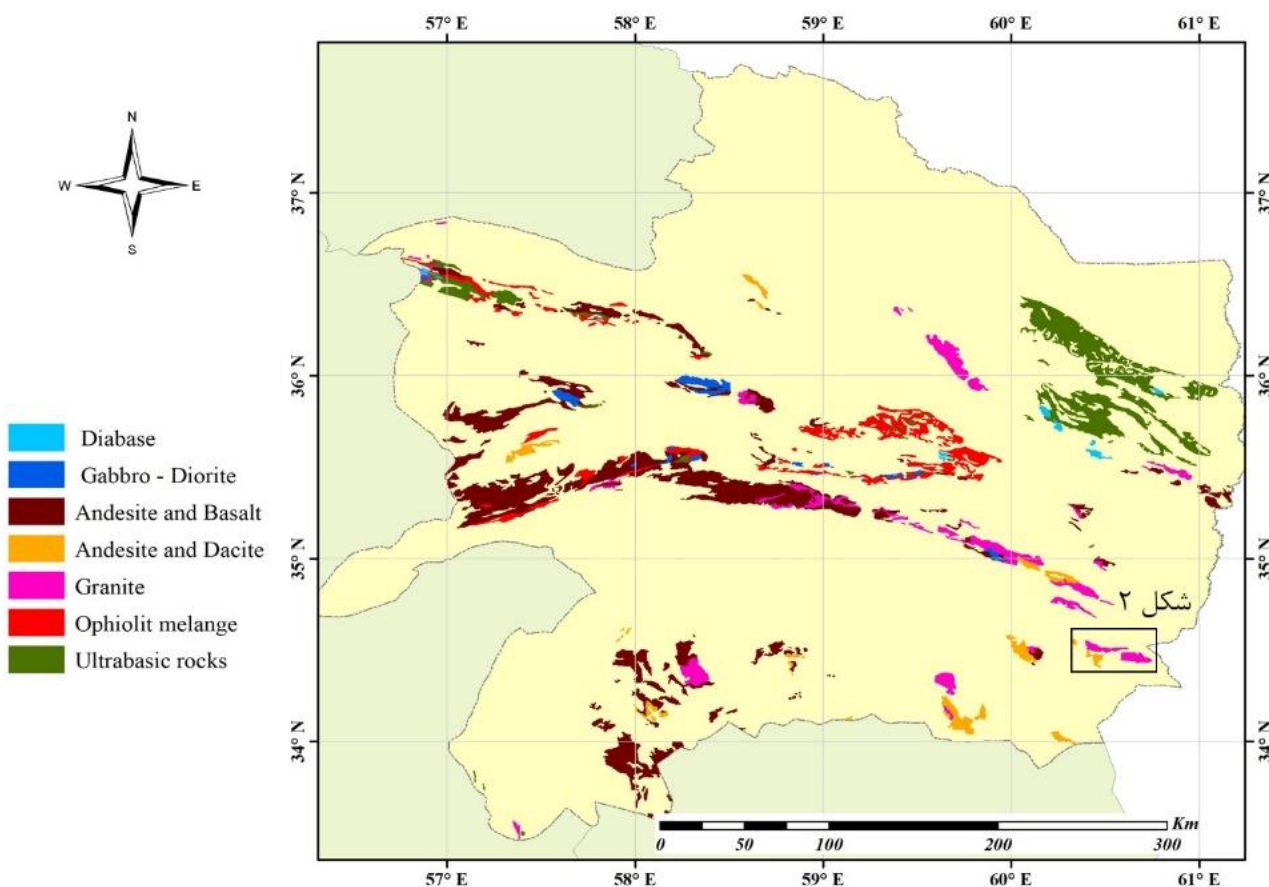 57° E 58° E 59° E 60° E 61° E
N
W E
S
37° N 37° N
36° N 36° N
35° N 35° N
34° N 34° N
Diabase
Gabbro - Diorite
Andesite and Basalt
Andesite and Dacite
Granite
Ophiolit melange
Ultrabasic rocks
شکل ۲
Km
0 50 100 200 300
57° E 58° E 59° E 60° E 61° E